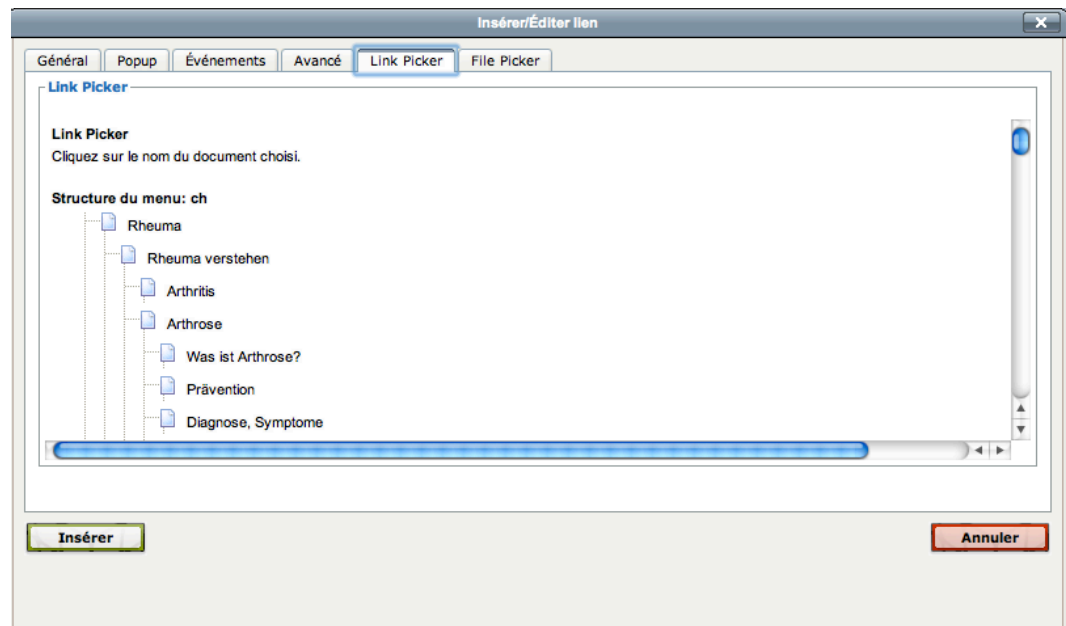 Insérer/Éditer lien
Général Popup Événements Avancé Link Picker File Picker
Link Picker
Link Picker
Cliquez sur le nom du document choisi.
Structure du menu: ch
Rheuma
Rheuma verstehen
Arthritis
Arthrose
Was ist Arthrose?
Prävention
Diagnose, Symptome
Insérer Annuler